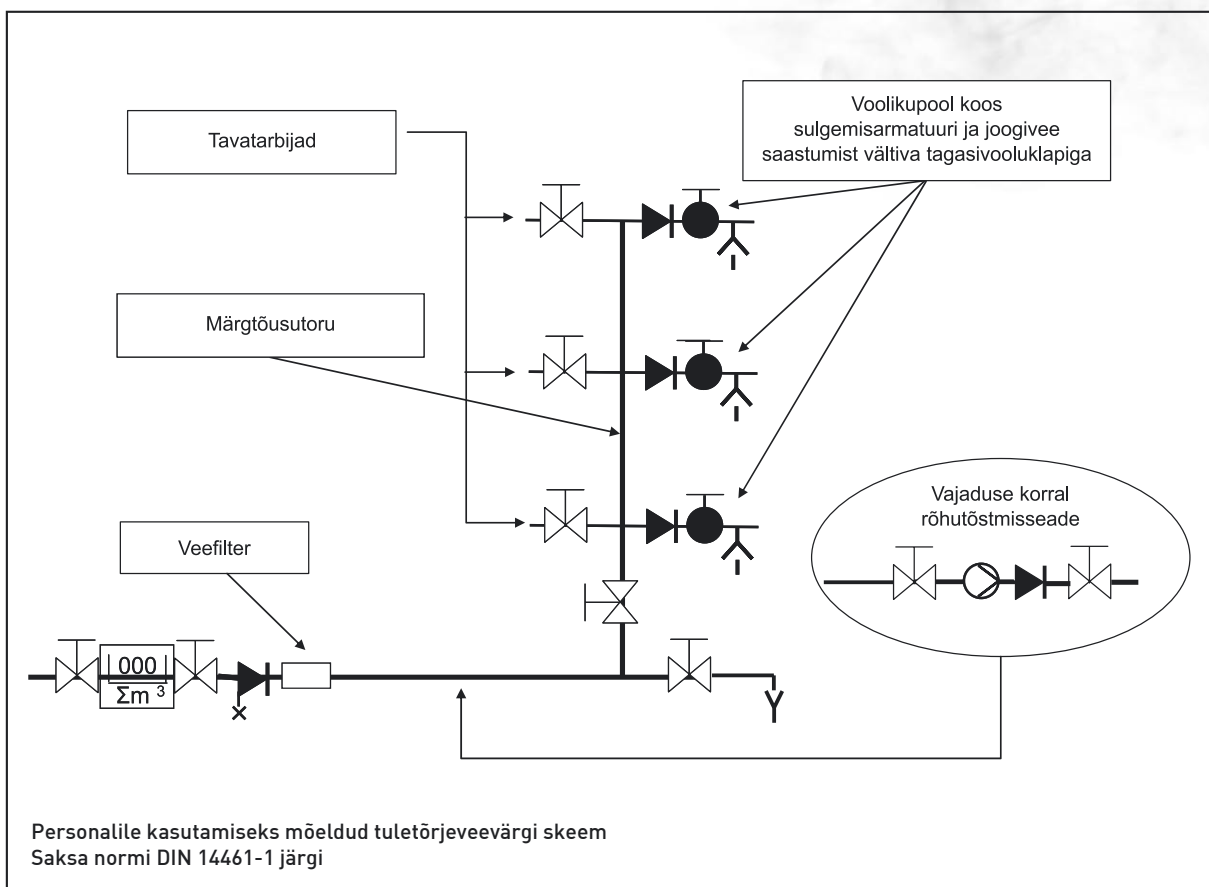 Tavatarbijad
Voolikupool koos
sulgemisarmatuuri ja joogivee
saastumist vältiva tagasivooluklapiga
Märgtõusutoru
Veefilter
Vajaduse korral
rõhutõstmisseade
000
Σm ³
Personalile kasutamiseks mõeldud tuletõrjeveevärgi skeem
Saksa normi DIN 14461-1 järgi